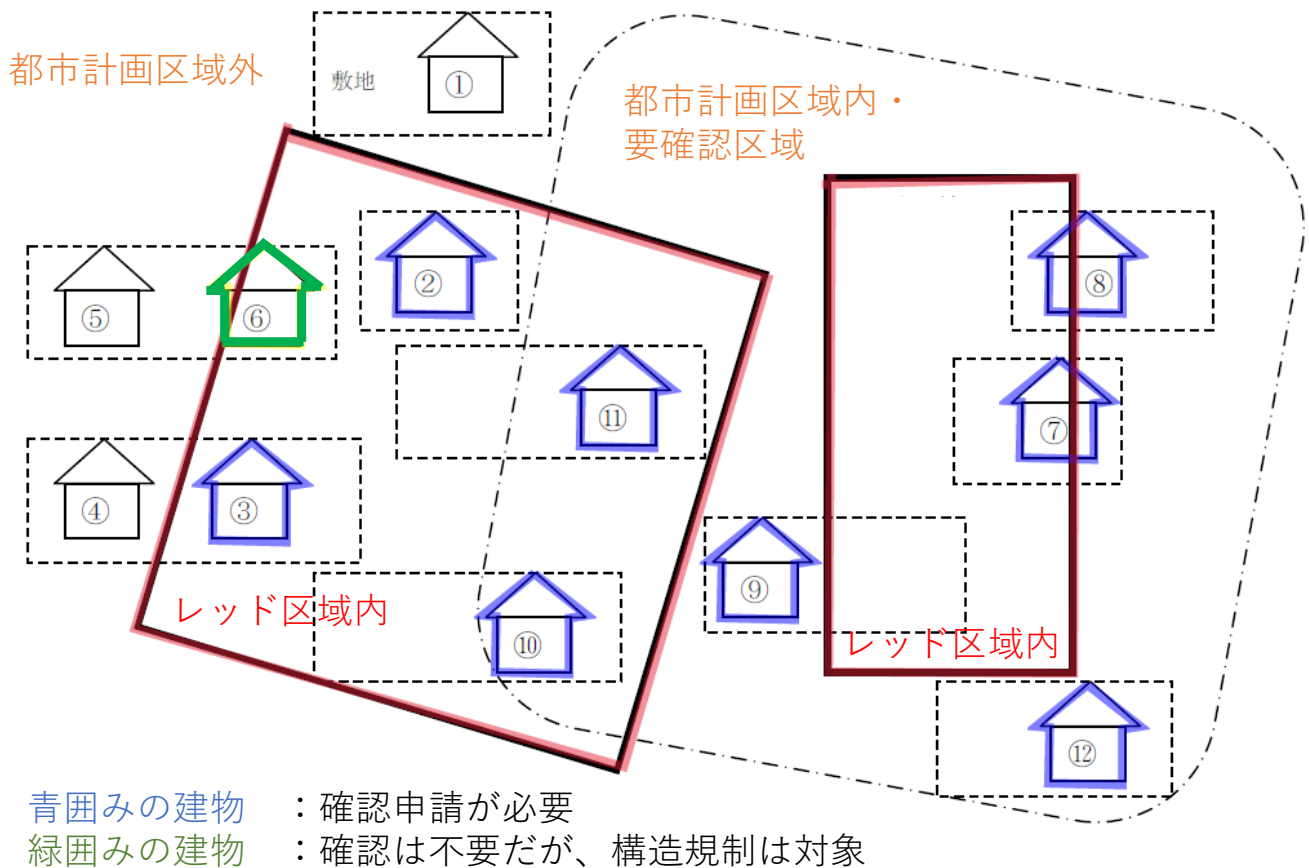 都市計画区域外
敷地
①
都市計画区域内・
要確認区域
②
⑧
⑤
⑥
⑪
⑦
④
③
⑨
レッド区域内
⑩
レッド区域内
⑫
青囲みの建物 :確認申請が必要
緑囲みの建物 :確認は不要だが、構造規制は対象